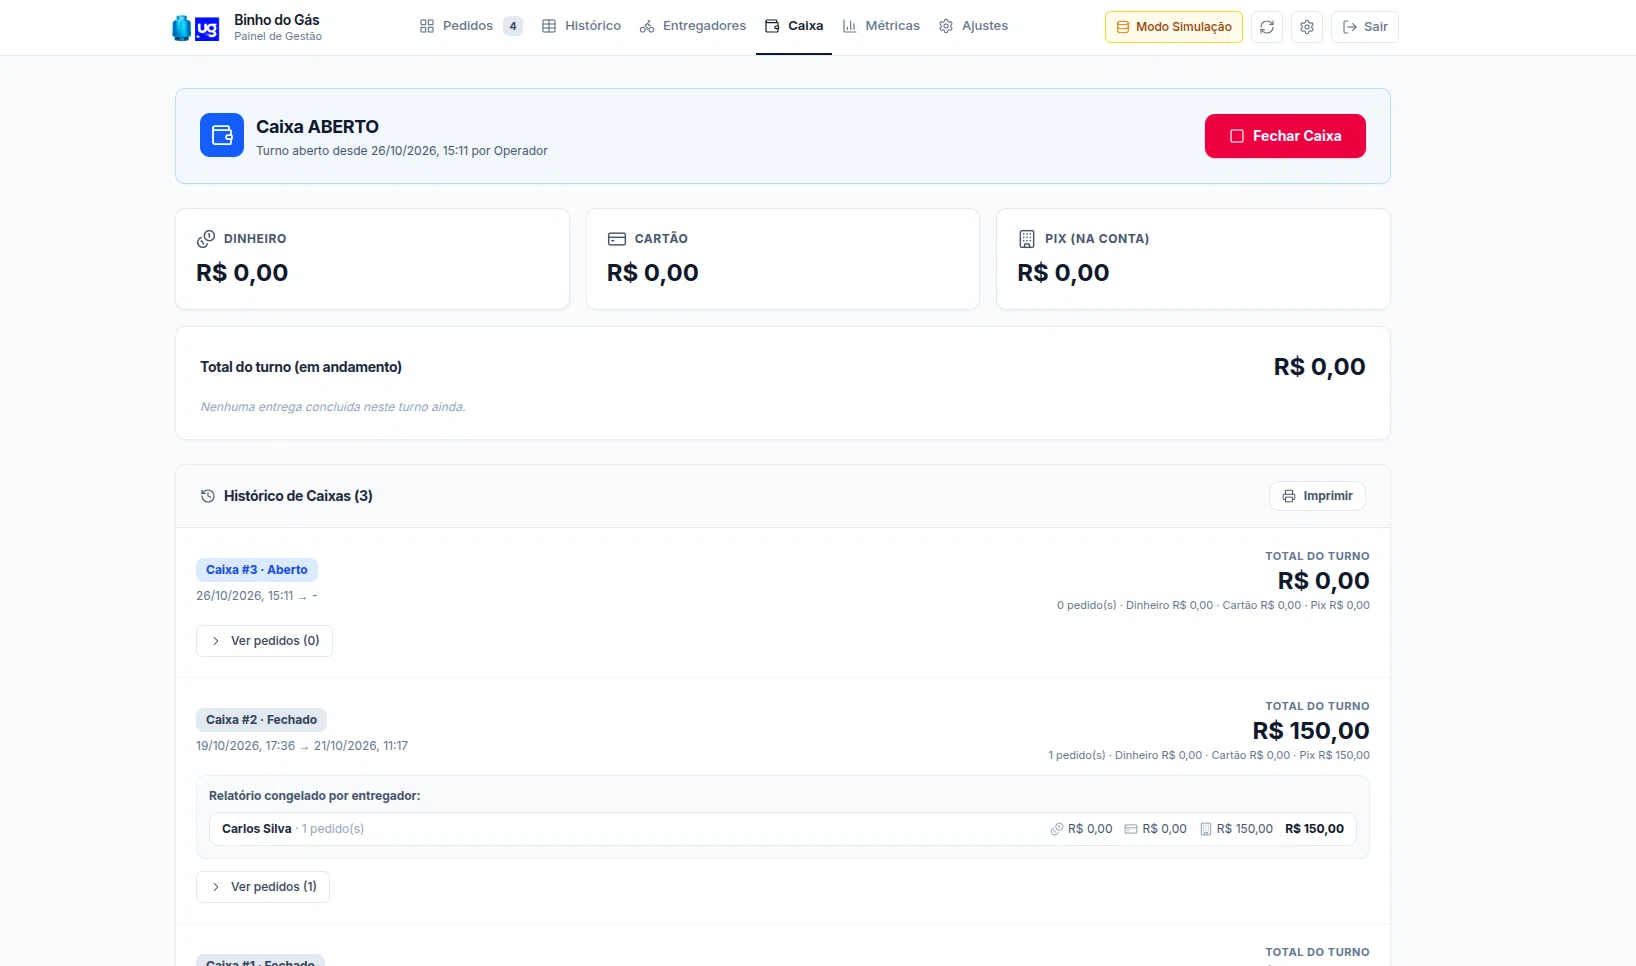 ug
Binho do Gás
Painel de Gestão
Pedidos 4
Histórico
Entregadores
Caixa
Métricas
Ajustes
Modo Simulação
Sair
Caixa ABERTO
Turno aberto desde 26/10/2026, 15:11 por Operador
Fechar Caixa
DINHEIRO
R$ 0,00
CARTÃO
R$ 0,00
PIX (NA CONTA)
R$ 0,00
Total do turno (em andamento)
R$ 0,00
Nenhuma entrega concluída neste turno ainda.
Histórico de Caixas (3)
Imprimir
Caixa #3 · Aberto
26/10/2026, 15:11 → -
TOTAL DO TURNO
R$ 0,00
0 pedido(s) · Dinheiro R$ 0,00 · Cartão R$ 0,00 · Pix R$ 0,00
Ver pedidos (0)
Caixa #2 · Fechado
19/10/2026, 17:36 → 21/10/2026, 11:17
TOTAL DO TURNO
R$ 150,00
1 pedido(s) · Dinheiro R$ 0,00 · Cartão R$ 0,00 · Pix R$ 150,00
Relatório congelado por entregador:
Carlos Silva · 1 pedido(s)
R$ 0,00 R$ 0,00 R$ 150,00 R$ 150,00
Ver pedidos (1)
Caixa #1 · Fechado
TOTAL DO TURNO